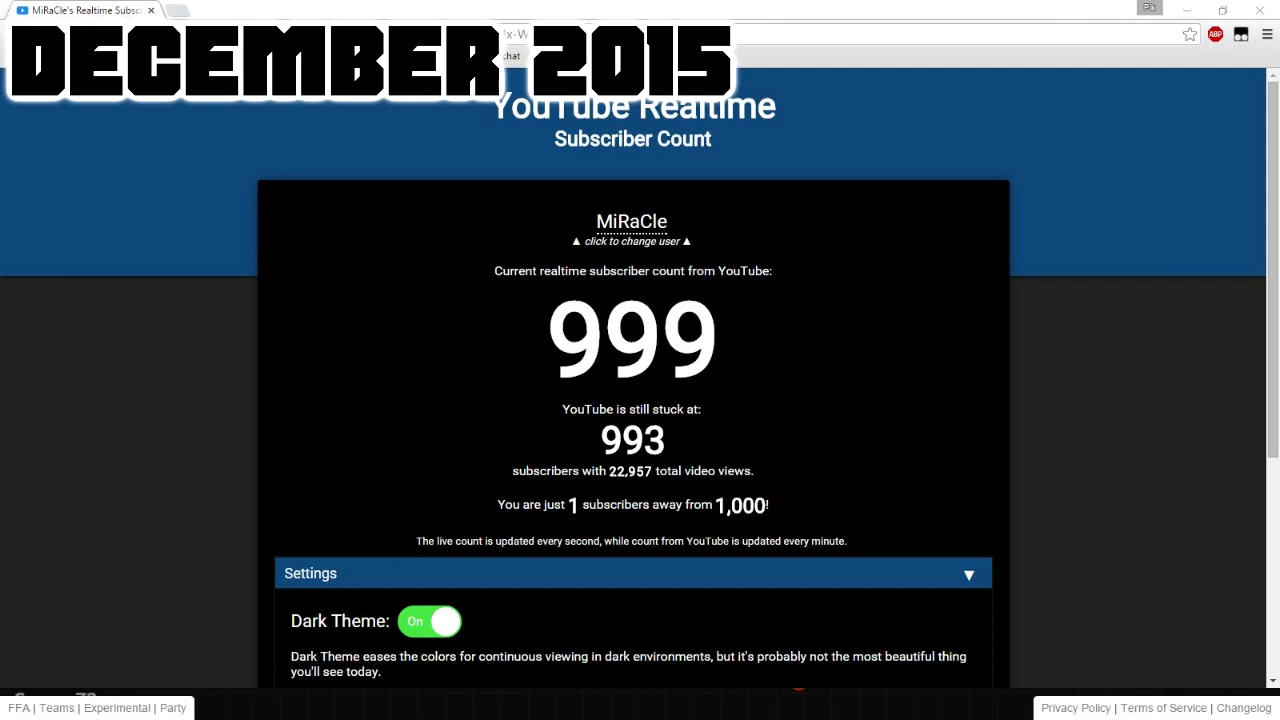 MiRaCle's Realtime Subsc
DECEMBER 2015
chat
ABP
YouTube Realtime
Subscriber Count
MiRaCle
▲ click to change user ▲
Current realtime subscriber count from YouTube:
999
YouTube is still stuck at:
993
subscribers with 22,957 total video views.
You are just 1 subscribers away from 1,000!
The live count is updated every second, while count from YouTube is updated every minute.
Settings ▼
Dark Theme: On
Dark Theme eases the colors for continuous viewing in dark environments, but it's probably not the most beautiful thing
you'll see today.
FFA | Teams | Experimental | Party
Privacy Policy | Terms of Service | Changelog